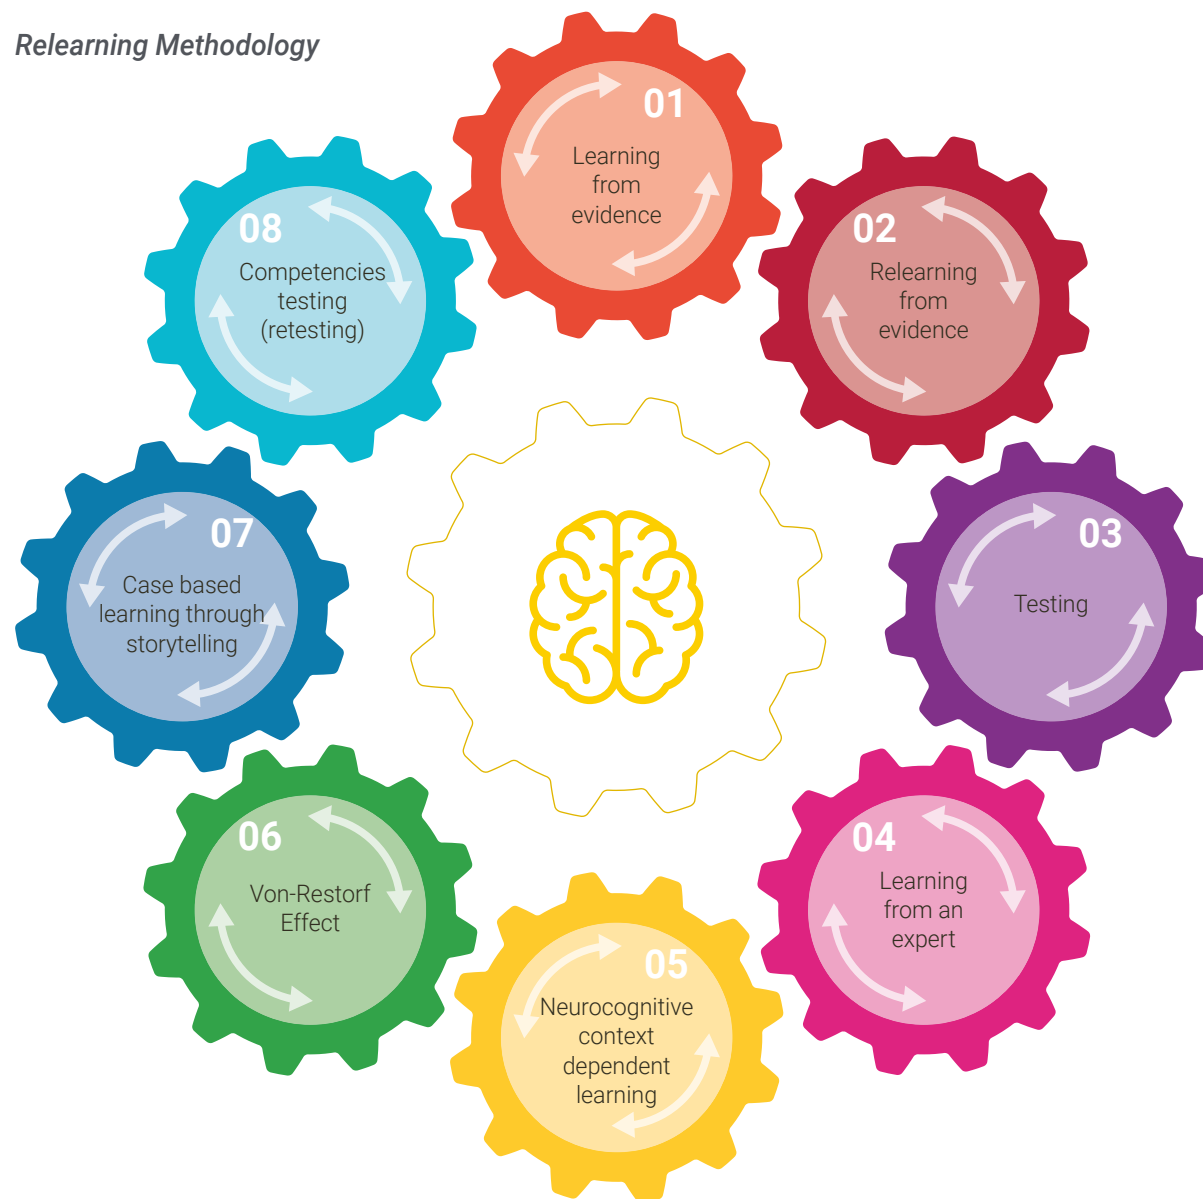 Relearning Methodology
01
Learning
from
evidence
02
Relearning
from
evidence
03
Testing
04
Learning
from an
expert
05
Neurocognitive
context
dependent
learning
06
Von-Restorf
Effect
07
Case based
learning through
storytelling
08
Competencies
testing
(retesting)